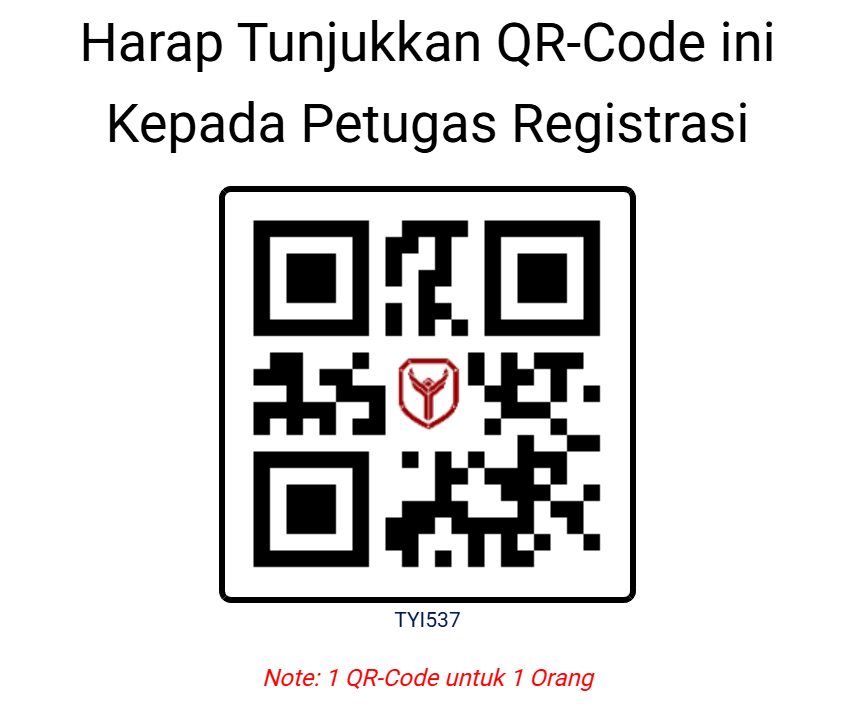 Harap Tunjukkan QR-Code ini
Kepada Petugas Registrasi
TYI537
Note: 1 QR-Code untuk 1 Orang